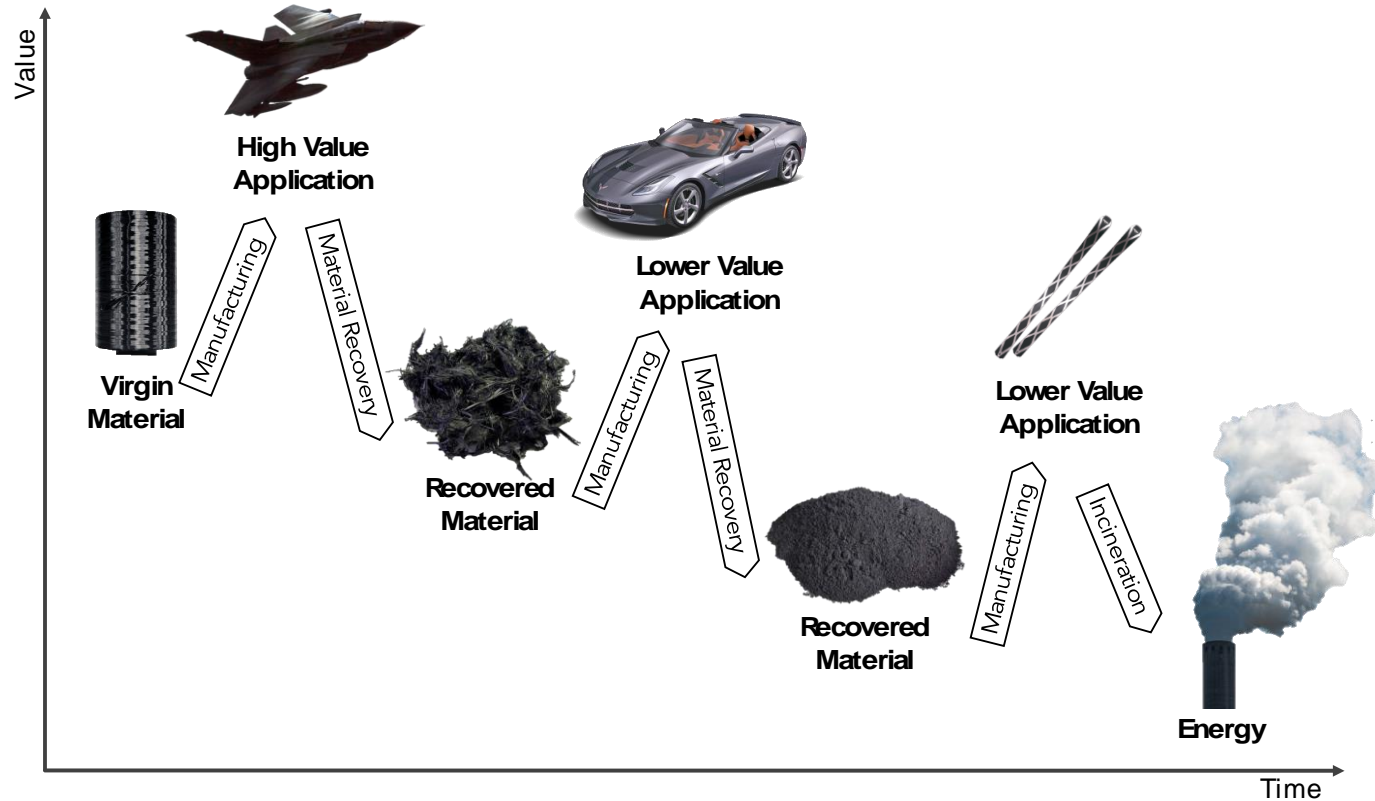 Value
High Value
Application
Virgin
Material
Manufacturing
Material Recovery
Recovered
Material
Manufacturing
Lower Value
Application
Material Recovery
Recovered
Material
Manufacturing
Lower Value
Application
Incineration
Energy
Time